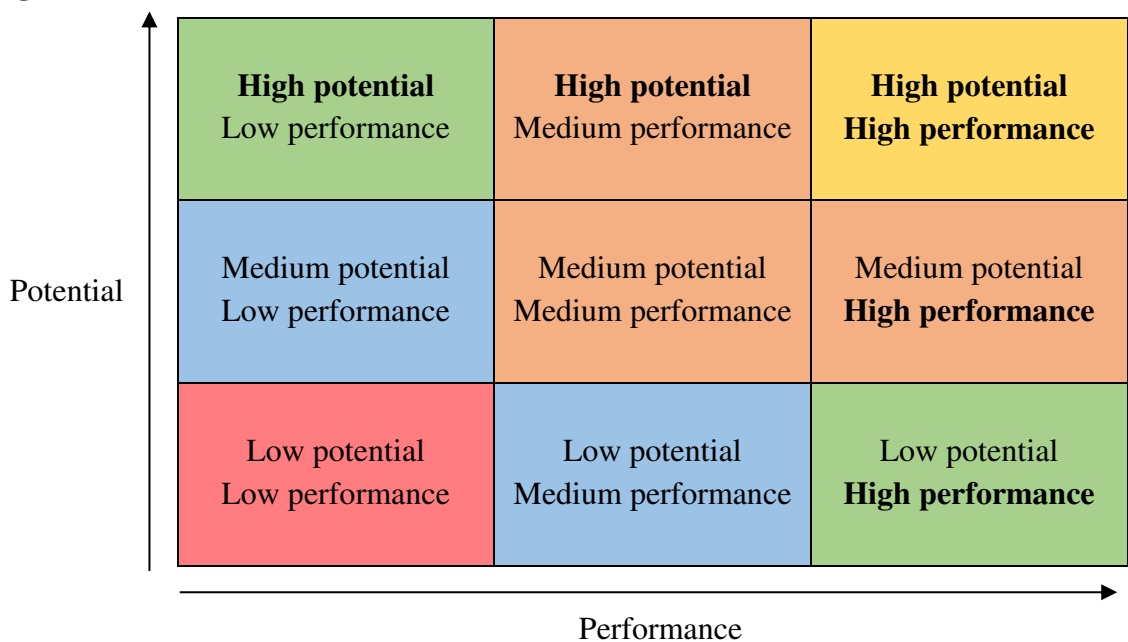 High potential
Low performance
High potential
Medium performance
High potential
High performance
Potential
Medium potential
Low performance
Medium potential
Medium performance
Medium potential
High performance
Low potential
Low performance
Low potential
Medium performance
Low potential
High performance
Performance